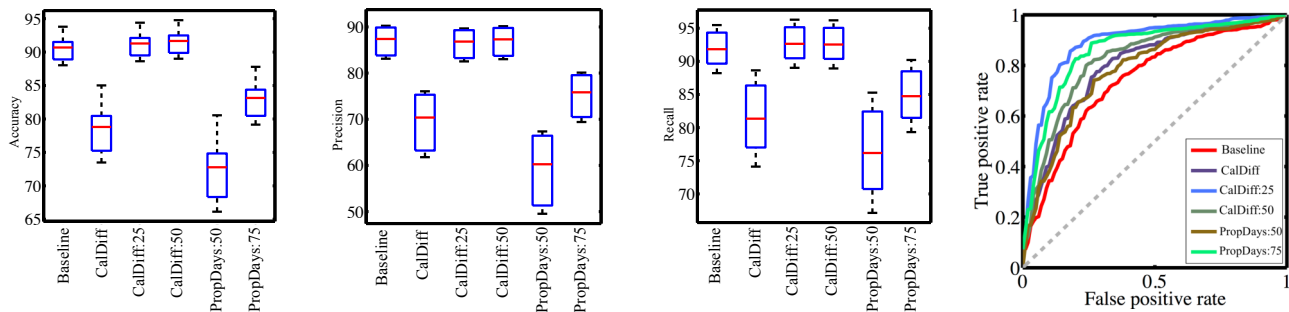 Accuracy
95
90
85
80
75
70
65
Baseline
CalDiff
CalDiff:25
CalDiff:50
PropDays:50
PropDays:75
Precision
90
80
70
60
50
Baseline
CalDiff
CalDiff:25
CalDiff:50
PropDays:50
PropDays:75
Recall
95
90
85
80
75
70
Baseline
CalDiff
CalDiff:25
CalDiff:50
PropDays:50
PropDays:75
True positive rate
1
0.8
0.6
0.4
0.2
0
Baseline
CalDiff
CalDiff:25
CalDiff:50
PropDays:50
PropDays:75
0 0.5 1
False positive rate